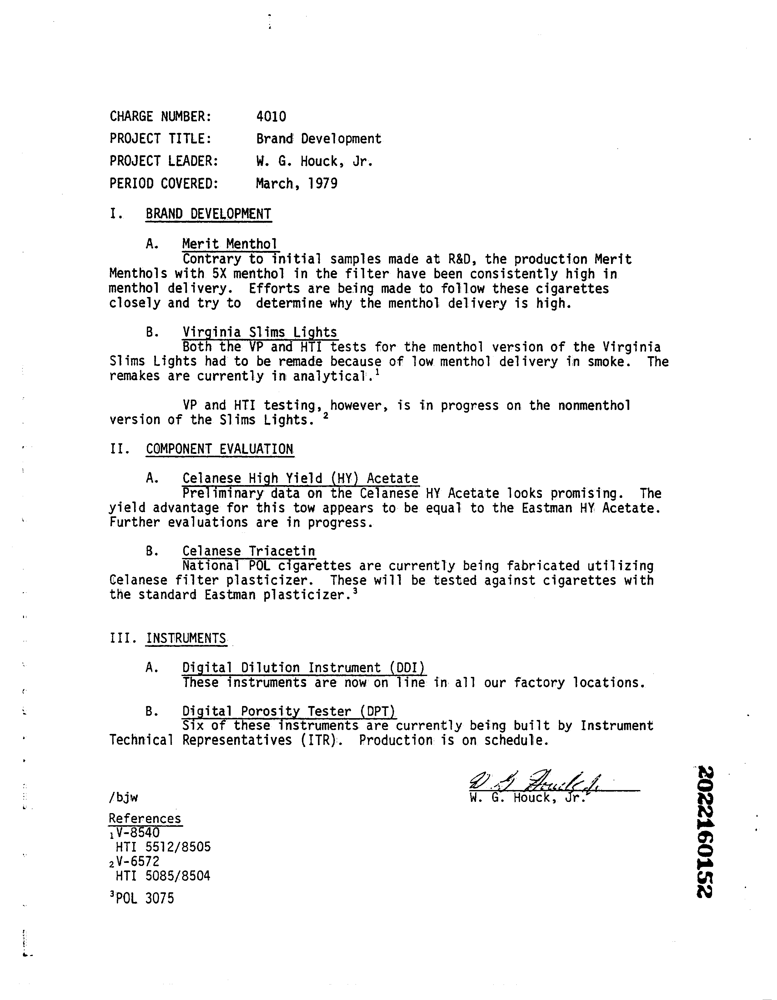 CHARGE NUMBER: 4010
PROJECT TITLE: Brand Development
PROJECT LEADER: W. G. Houck, Jr.
PERIOD COVERED: March, 1979
I. BRAND DEVELOPMENT
A. Merit Menthol
Contrary to initial samples made at R&D, the production Merit
Menthols with 5X menthol in the filter have been consistently high in
menthol delivery. Efforts are being made to follow these cigarettes
closely and try to determine why the menthol delivery is high.
B. Virginia Slims Lights
Both the VP and HTI tests for the menthol version of the Virginia
Slims Lights had to be remade because of low menthol delivery in smoke. The
remakes are currently in analytical.¹
VP and HTI testing, however, is in progress on the nonmenthol
version of the Slims Lights. ²
II. COMPONENT EVALUATION
A. Celanese High Yield (HY) Acetate
Preliminary data on the Celanese HY Acetate looks promising. The
yield advantage for this tow appears to be equal to the Eastman HY Acetate.
Further evaluations are in progress.
B. Celanese Triacetin
National POL cigarettes are currently being fabricated utilizing
Celanese filter plasticizer. These will be tested against cigarettes with
the standard Eastman plasticizer.³
III. INSTRUMENTS
A. Digital Dilution Instrument (DDI)
These instruments are now on line in all our factory locations.
B. Digital Porosity Tester (DPT)
Six of these instruments are currently being built by Instrument
Technical Representatives (ITR). Production is on schedule.
W G Houck Jr
/bjw
W. G. Houck, Jr.
References
₁V-8540
HTI 5512/8505
₂V-6572
HTI 5085/8504
³POL 3075
2022160152